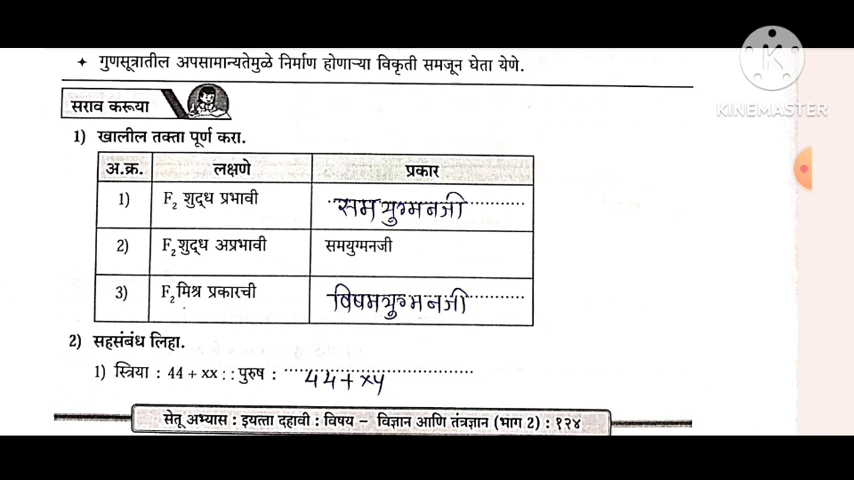 ✦ गुणसूत्रातील अपसामान्यतेमुळे निर्माण होणाऱ्या विकृती समजून घेता येणे.
KINEMASTER
सराव करूया
1) खालील तक्ता पूर्ण करा.
अ.क्र. लक्षणे प्रकार
1) F₂ शुद्ध प्रभावी समयुग्मनजी
2) F₂ शुद्ध अप्रभावी समयुग्मनजी
3) F₂ मिश्र प्रकारची विषमयुग्मनजी
2) सहसंबंध लिहा.
1) स्त्रिया : 44 + xx : : पुरुष : 44 + xy
सेतू अभ्यास : इयत्ता दहावी : विषय – विज्ञान आणि तंत्रज्ञान (भाग 2) : १२४